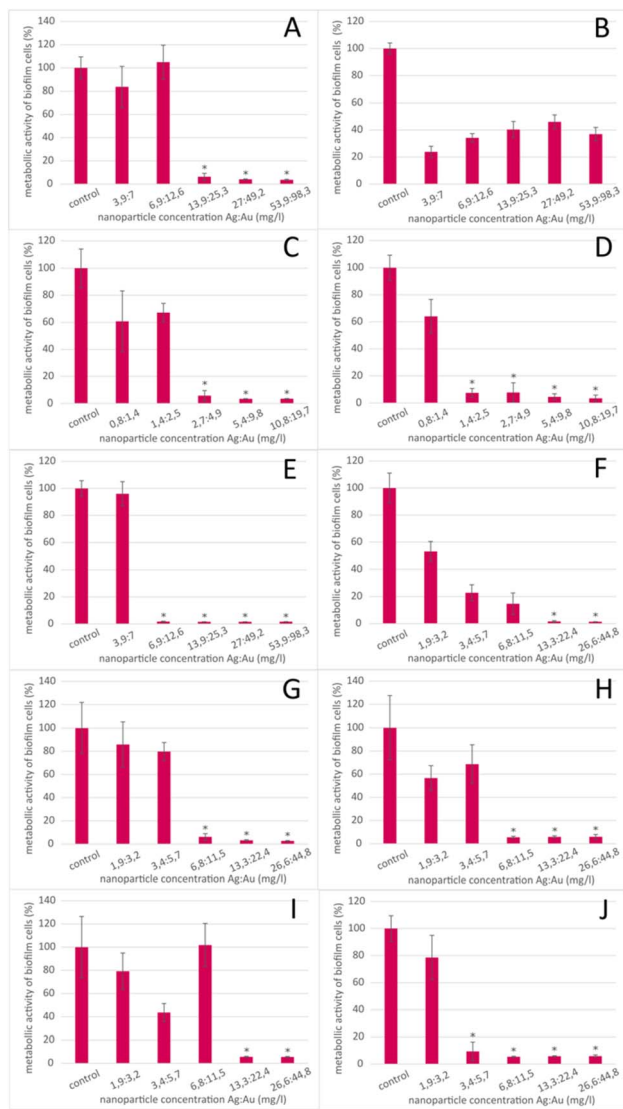 A
metabollic activity of biofilm cells (%)
140
120
100
80
60
40
20
0
* * *
control 3,9:7 6,9:12,6 13,9:25,3 27:49,2 53,9:98,3
nanoparticle concentration Ag:Au (mg/l)
B
metabollic activity of biofilm cells (%)
120
100
80
60
40
20
0
control 3,9:7 6,9:12,6 13,9:25,3 27:49,2 53,9:98,3
nanoparticle concentration Ag:Au (mg/l)
C
metabollic activity of biofilm cells (%)
120
100
80
60
40
20
0
* * *
control 0,8:1,4 1,4:2,5 2,7:4,9 5,4:9,8 10,8:19,7
nanoparticle concentration Ag:Au (mg/l)
D
metabollic activity of biofilm cells (%)
120
100
80
60
40
20
0
* * * *
control 0,8:1,4 1,4:2,5 2,7:4,9 5,4:9,8 10,8:19,7
nanoparticle concentration Ag:Au (mg/l)
E
metabollic activity of biofilm cells (%)
120
100
80
60
40
20
0
* * * *
control 3,9:7 6,9:12,6 13,9:25,3 27:49,2 53,9:98,3
nanoparticle concentration Ag:Au (mg/l)
F
metabollic activity of biofilm cells (%)
120
100
80
60
40
20
0
* *
control 1,9:3,2 3,4:5,7 6,8:11,5 13,3:22,4 26,6:44,8
nanoparticle concentration Ag:Au (mg/l)
G
metabollic activity of biofilm cells (%)
140
120
100
80
60
40
20
0
* * *
control 1,9:3,2 3,4:5,7 6,8:11,5 13,3:22,4 26,6:44,8
nanoparticle concentration Ag:Au (mg/l)
H
metabollic activity of biofilm cells (%)
140
120
100
80
60
40
20
0
* * *
control 1,9:3,2 3,4:5,7 6,8:11,5 13,3:22,4 26,6:44,8
nanoparticle concentration Ag:Au (mg/l)
I
metabollic activity of biofilm cells (%)
140
120
100
80
60
40
20
0
* *
control 1,9:3,2 3,4:5,7 6,8:11,5 13,3:22,4 26,6:44,8
nanoparticle concentration Ag:Au (mg/l)
J
metabollic activity of biofilm cells (%)
120
100
80
60
40
20
0
* * * *
control 1,9:3,2 3,4:5,7 6,8:11,5 13,3:22,4 26,6:44,8
nanoparticle concentration Ag:Au (mg/l)